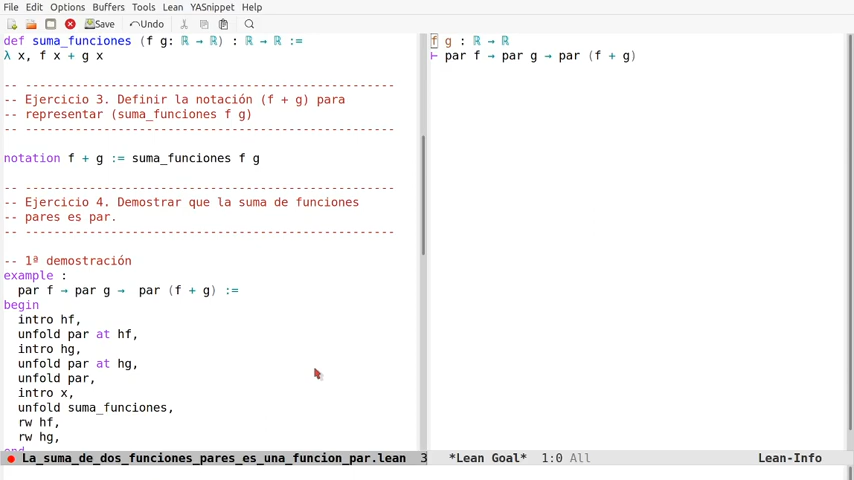 File Edit Options Buffers Tools Lean YASnippet Help
Save Undo
def suma_funciones (f g: ℝ → ℝ) : ℝ → ℝ :=
λ x, f x + g x
-- ---------------------------------------------------
-- Ejercicio 3. Definir la notación (f + g) para
-- representar (suma_funciones f g)
-- ---------------------------------------------------
notation f + g := suma_funciones f g
-- ---------------------------------------------------
-- Ejercicio 4. Demostrar que la suma de funciones
-- pares es par.
-- ---------------------------------------------------
-- 1ª demostración
example :
par f → par g → par (f + g) :=
begin
intro hf,
unfold par at hf,
intro hg,
unfold par at hg,
unfold par,
intro x,
unfold suma_funciones,
rw hf,
rw hg,
end
La_suma_de_dos_funciones_pares_es_una_funcion_par.lean 3
f g : ℝ → ℝ
⊢ par f → par g → par (f + g)
*Lean Goal* 1:0 All Lean-Info